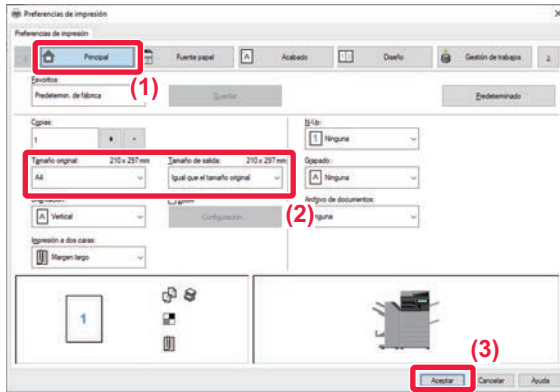 Preferencias de impresión
Preferencias de impresión
Principal
Fuente papel
Acabado
Diseño
Gestión de trabajos
(1)
Favoritos:
Predetermin. de fábrica
Guardar
Predeterminado
Copias:
1
+ -
N-Up:
1 Ninguna
Tamaño original: 210 x 297 mm
A4
Tamaño de salida: 210 x 297 mm
Igual que el tamaño original
Grapado:
A Ninguna
(2)
A Vertical
Configuración...
Archivo de documentos:
Impresión a dos caras:
Margen largo
1
(3)
Aceptar
Cancelar
Ayuda